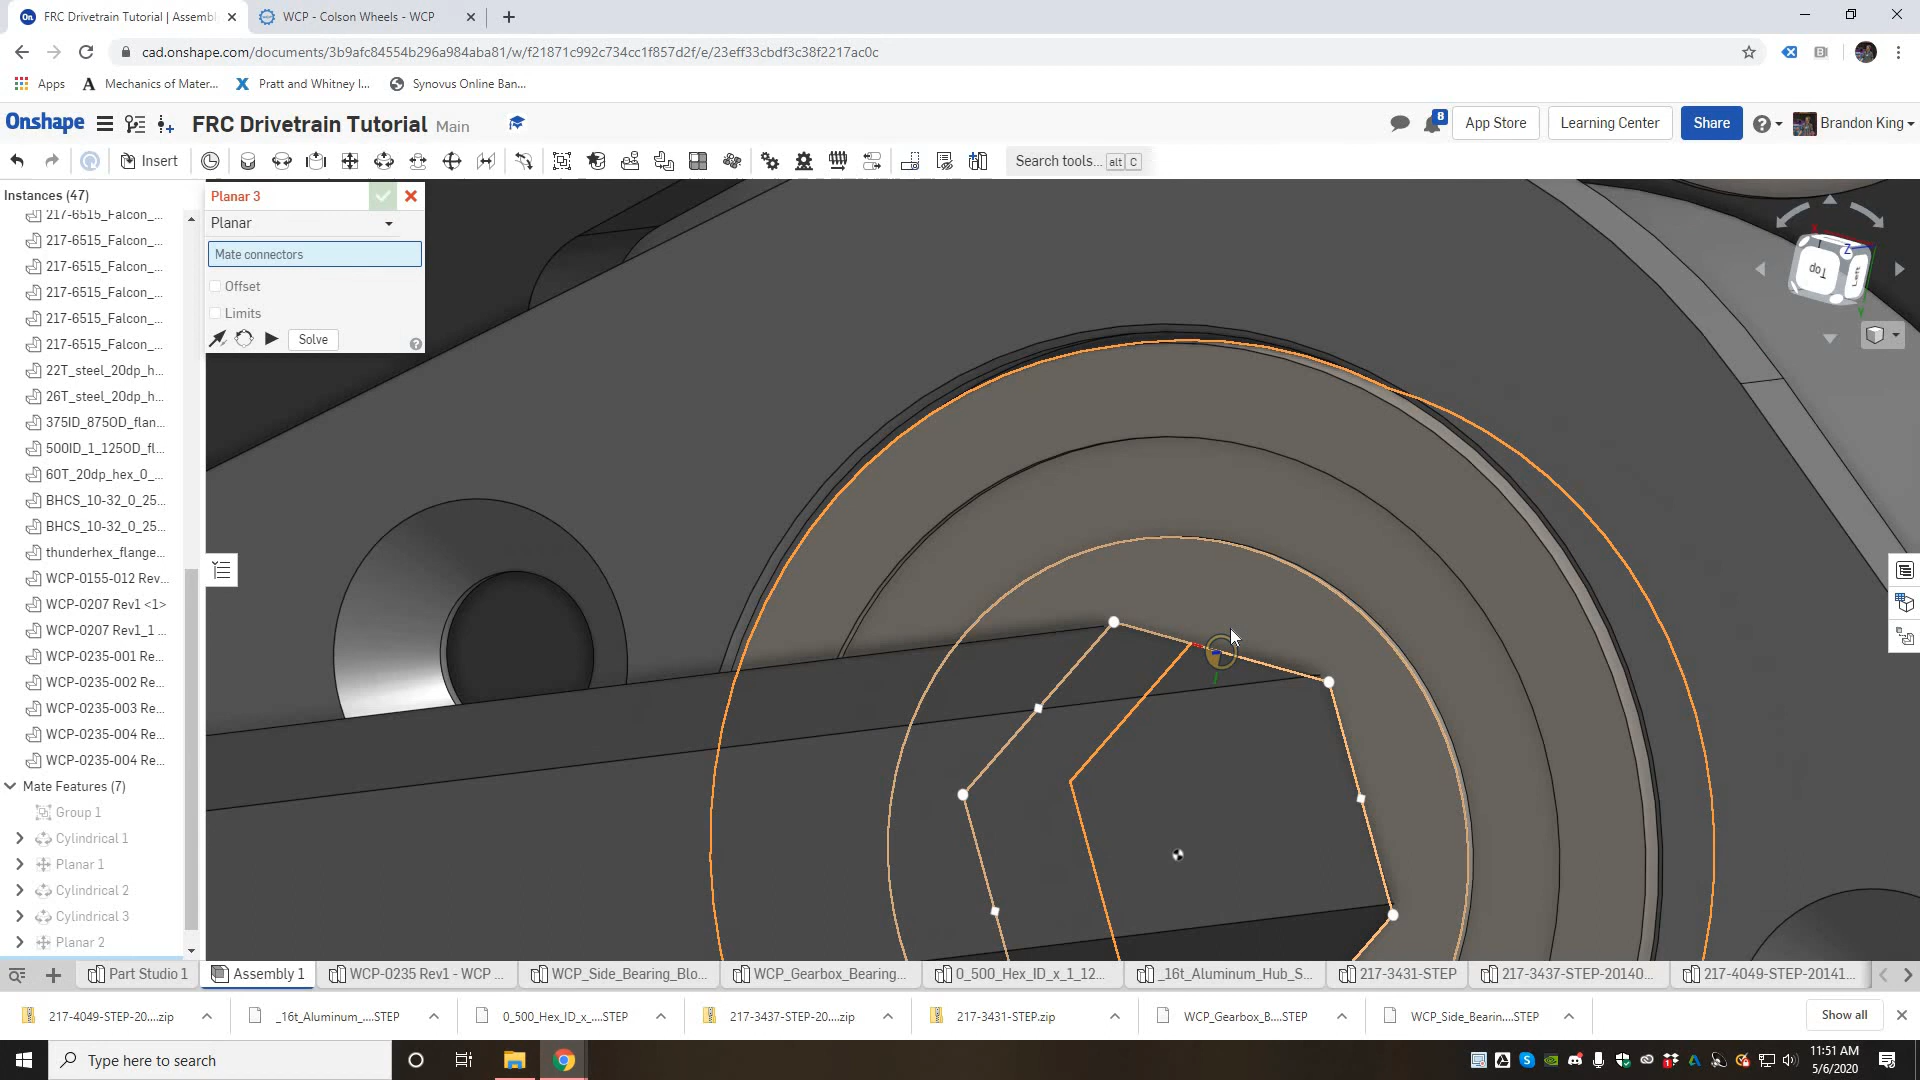 FRC Drivetrain Tutorial | Assembl
WCP - Colson Wheels - WCP
cad.onshape.com/documents/3b9afc84554b296a984aba81/w/f21871c992c734cc1f857d2f/e/23eff33cbdf3c38f2217ac0c
Apps
Mechanics of Mater...
Pratt and Whitney I...
Synovus Online Ban...
Onshape
FRC Drivetrain Tutorial Main
8
App Store
Learning Center
Share
Brandon King
Insert
Search tools... alt C
Instances (47)
217-6515_Falcon_...
217-6515_Falcon_...
217-6515_Falcon_...
217-6515_Falcon_...
217-6515_Falcon_...
217-6515_Falcon_...
22T_steel_20dp_h...
26T_steel_20dp_h...
375ID_875OD_flan...
500ID_1_125OD_fl...
60T_20dp_hex_0_...
BHCS_10-32_0_25...
BHCS_10-32_0_25...
thunderhex_flange...
WCP-0155-012 Rev...
WCP-0207 Rev1 <1>
WCP-0207 Rev1_1 ...
WCP-0235-001 Re...
WCP-0235-002 Re...
WCP-0235-003 Re...
WCP-0235-004 Re...
WCP-0235-004 Re...
Mate Features (7)
Group 1
Cylindrical 1
Planar 1
Cylindrical 2
Cylindrical 3
Planar 2
Planar 3
Planar
Mate connectors
Offset
Limits
Solve
Top
Left
Z
Part Studio 1
Assembly 1
WCP-0235 Rev1 - WCP ...
WCP_Side_Bearing_Blo...
WCP_Gearbox_Bearing...
0_500_Hex_ID_x_1_12...
_16t_Aluminum_Hub_S...
217-3431-STEP
217-3437-STEP-20140...
217-4049-STEP-20141...
217-4049-STEP-20....zip
_16t_Aluminum_....STEP
0_500_Hex_ID_x_....STEP
217-3437-STEP-20....zip
217-3431-STEP.zip
WCP_Gearbox_B....STEP
WCP_Side_Bearin....STEP
Show all
Type here to search
11:51 AM
5/6/2020